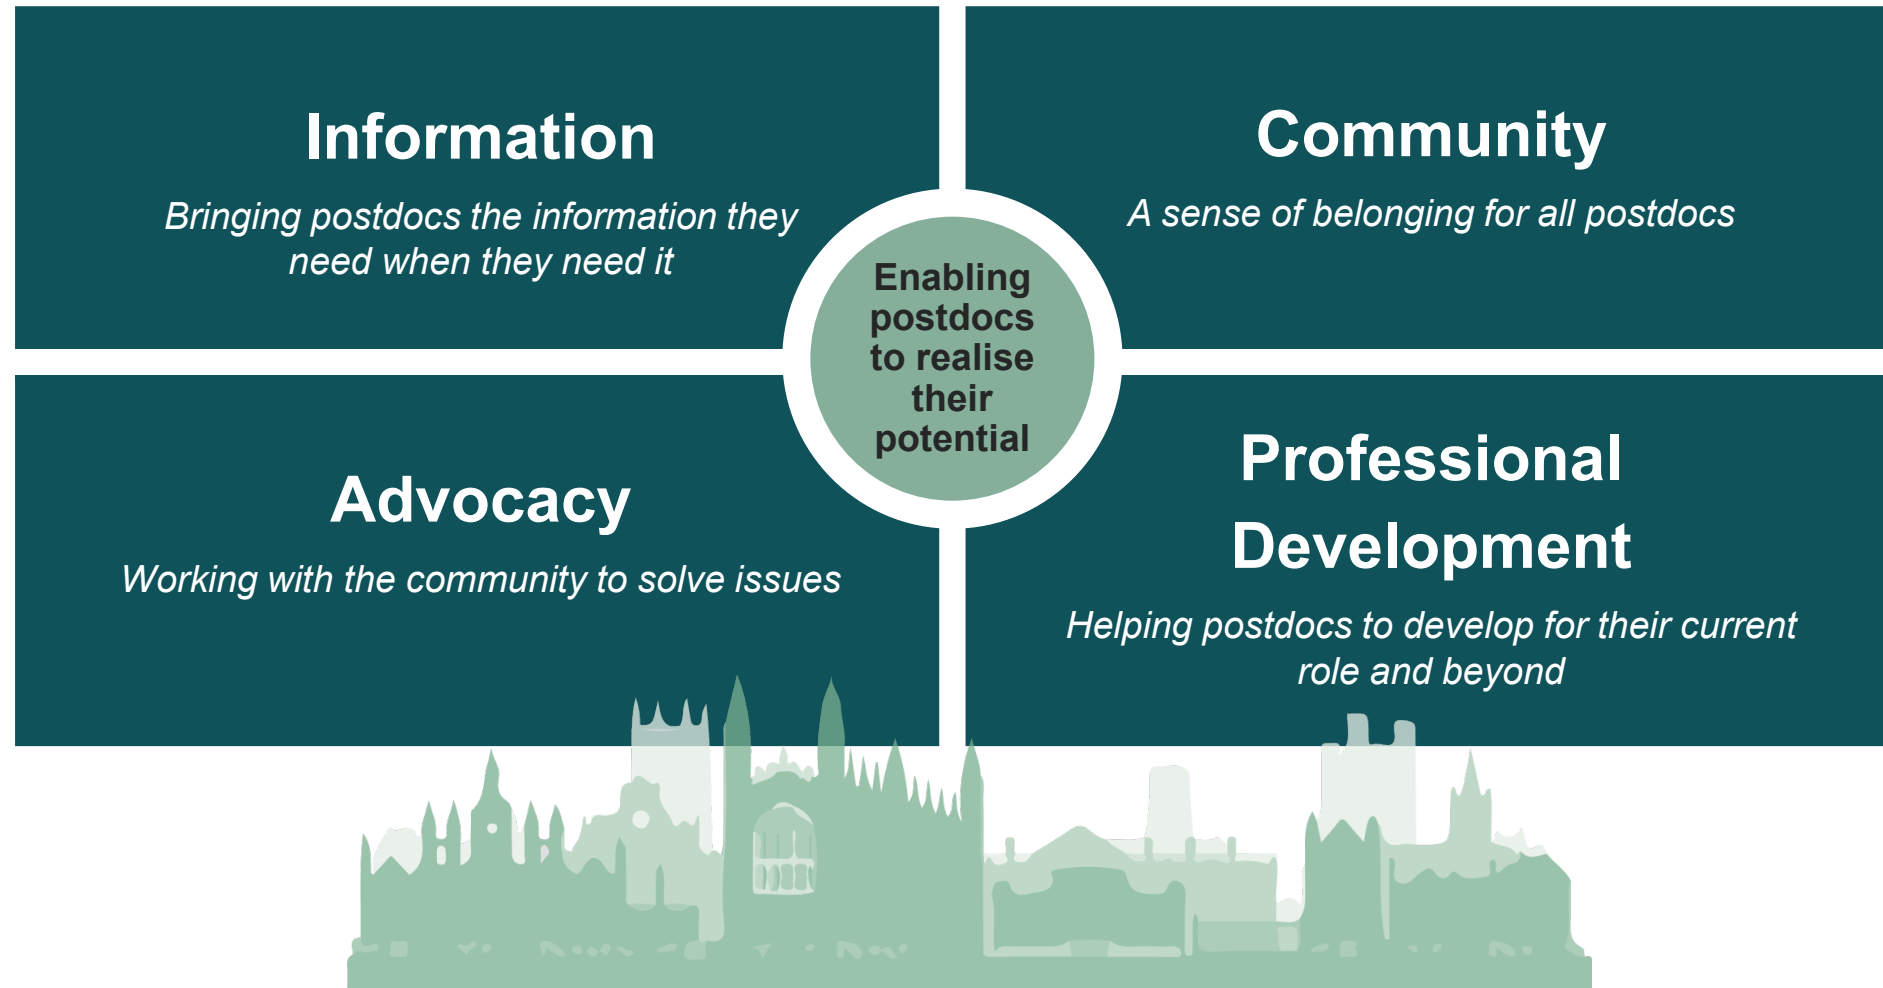 Information
Bringing postdocs the information they
need when they need it
Community
A sense of belonging for all postdocs
Enabling
postdocs
to realise
their
potential
Advocacy
Working with the community to solve issues
Professional
Development
Helping postdocs to develop for their current
role and beyond